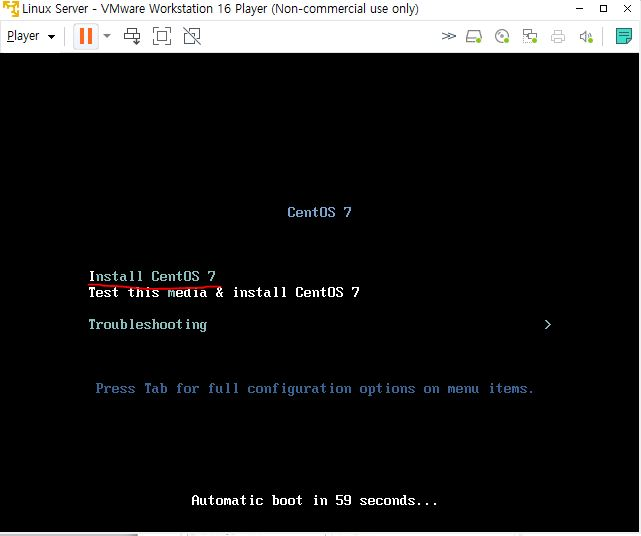 Linux Server - VMware Workstation 16 Player (Non-commercial use only)
Player
CentOS 7
Install CentOS 7
Test this media & install CentOS 7
Troubleshooting >
Press Tab for full configuration options on menu items.
Automatic boot in 59 seconds...